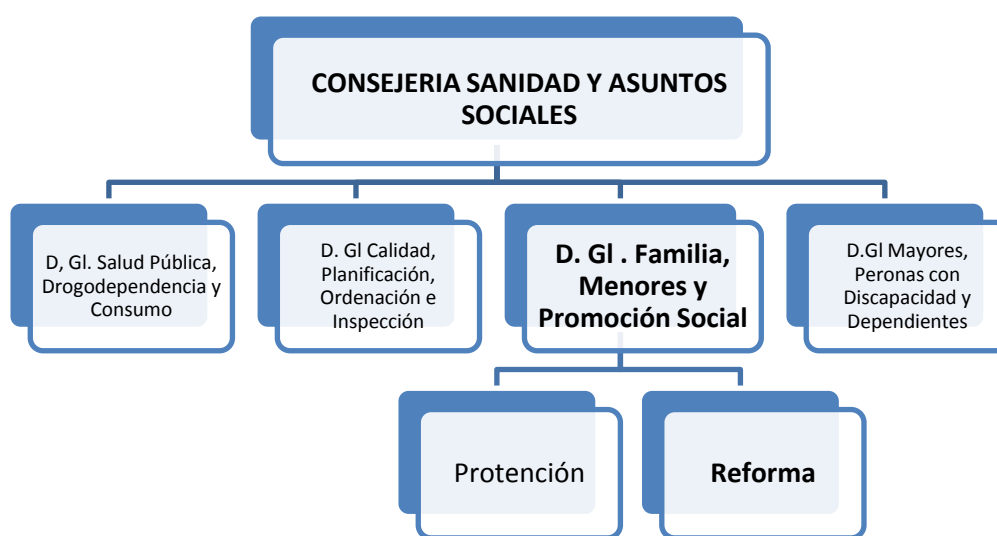 CONSEJERIA SANIDAD Y ASUNTOS
SOCIALES
D, Gl. Salud Pública,
Drogodependencia y
Consumo
D. Gl Calidad,
Planificación,
Ordenación e
Inspección
D. Gl . Familia,
Menores y
Promoción Social
D.Gl Mayores,
Peronas con
Discapacidad y
Dependientes
Protención
Reforma